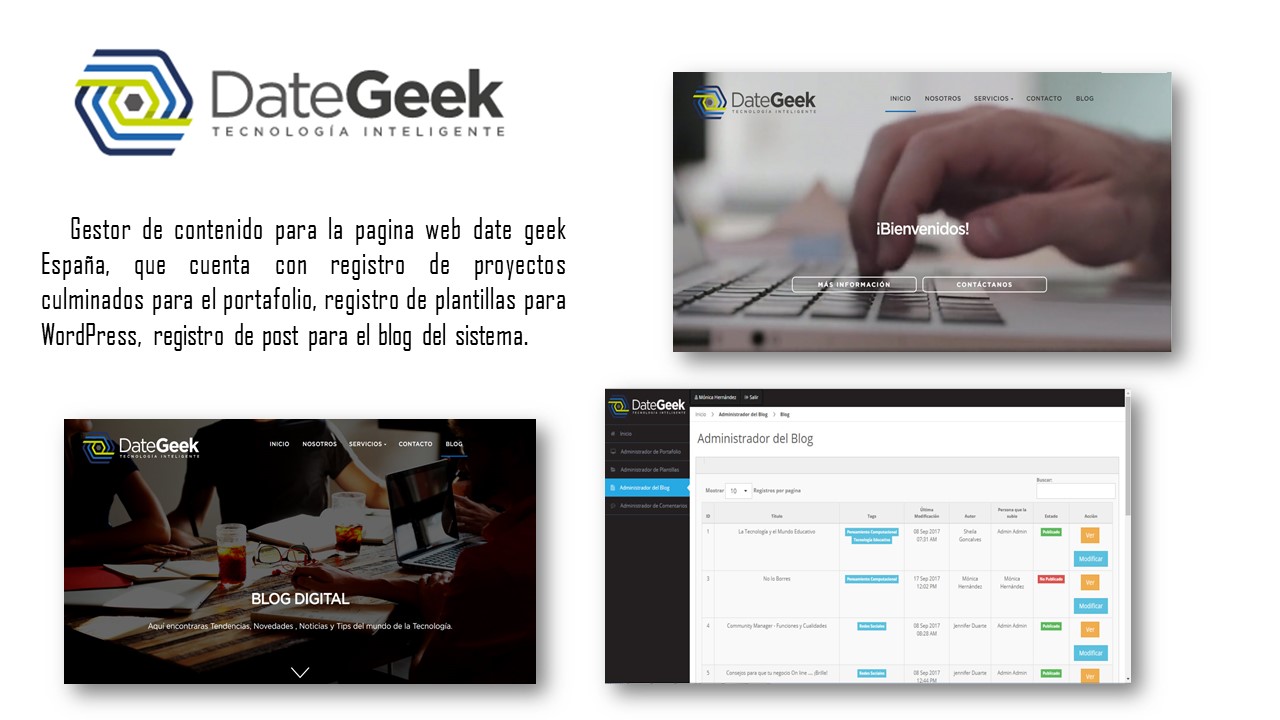 DateGeek
TECNOLOGÍA INTELIGENTE
Gestor de contenido para la pagina web date geek
España, que cuenta con registro de proyectos
culminados para el portafolio, registro de plantillas para
WordPress, registro de post para el blog del sistema.
DateGeek
TECNOLOGÍA INTELIGENTE
INICIO NOSOTROS SERVICIOS CONTACTO BLOG
¡Bienvenidos!
MÁS INFORMACIÓN CONTÁCTANOS
DateGeek
TECNOLOGÍA INTELIGENTE
INICIO NOSOTROS SERVICIOS CONTACTO BLOG
BLOG DIGITAL
Aquí encontraras Tendencias, Novedades , Noticias y Tips del mundo de la Tecnología.
DateGeek
TECNOLOGÍA INTELIGENTE
Mónica Hernández Salir
Inicio > Administrador del Blog > Blog
Inicio
Administrador de Portafolio
Administrador de Plantillas
Administrador del Blog
Administrador de Comentarios
Administrador del Blog
Mostrar 10 Registros por pagina
Buscar:
ID Titulo Tags Última Modificación Autor Persona que la subio Estado Acción
1 La Tecnología y el Mundo Educativo Pensamiento Computacional Tecnología Educativa 08 Sep 2017 07:31 AM Sheila Goncalves Admin Admin Publicado Ver
Modificar
3 No lo Borres Pensamiento Computacional 17 Sep 2017 12:02 PM Mónica Hernández Mónica Hernández No Publicado Ver
Modificar
4 Community Manager - Funciones y Cualidades Redes Sociales 08 Sep 2017 08:28 AM Jennifer Duarte Admin Admin Publicado Ver
Modificar
5 Consejos para que tu negocio On line .... ¡Brille! Redes Sociales 08 Sep 2017 12:44 PM Jennifer Duarte Admin Admin Publicado Ver